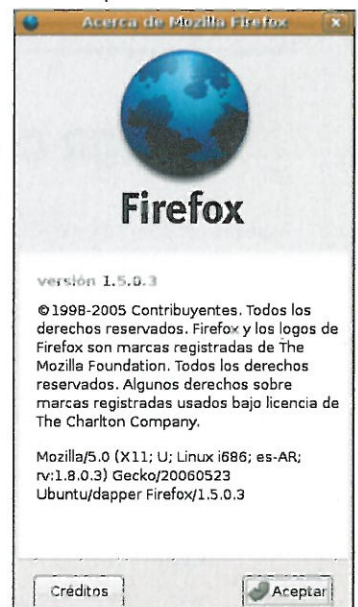 Acerca de Mozilla Firefox
Firefox
versión 1.5.0.3
©1998-2005 Contribuyentes. Todos los
derechos reservados. Firefox y los logos de
Firefox son marcas registradas de The
Mozilla Foundation. Todos los derechos
reservados. Algunos derechos sobre
marcas registradas usados bajo licencia de
The Charlton Company.
Mozilla/5.0 (X11; U; Linux i686; es-AR;
rv:1.8.0.3) Gecko/20060523
Ubuntu/dapper Firefox/1.5.0.3
Créditos
Aceptar